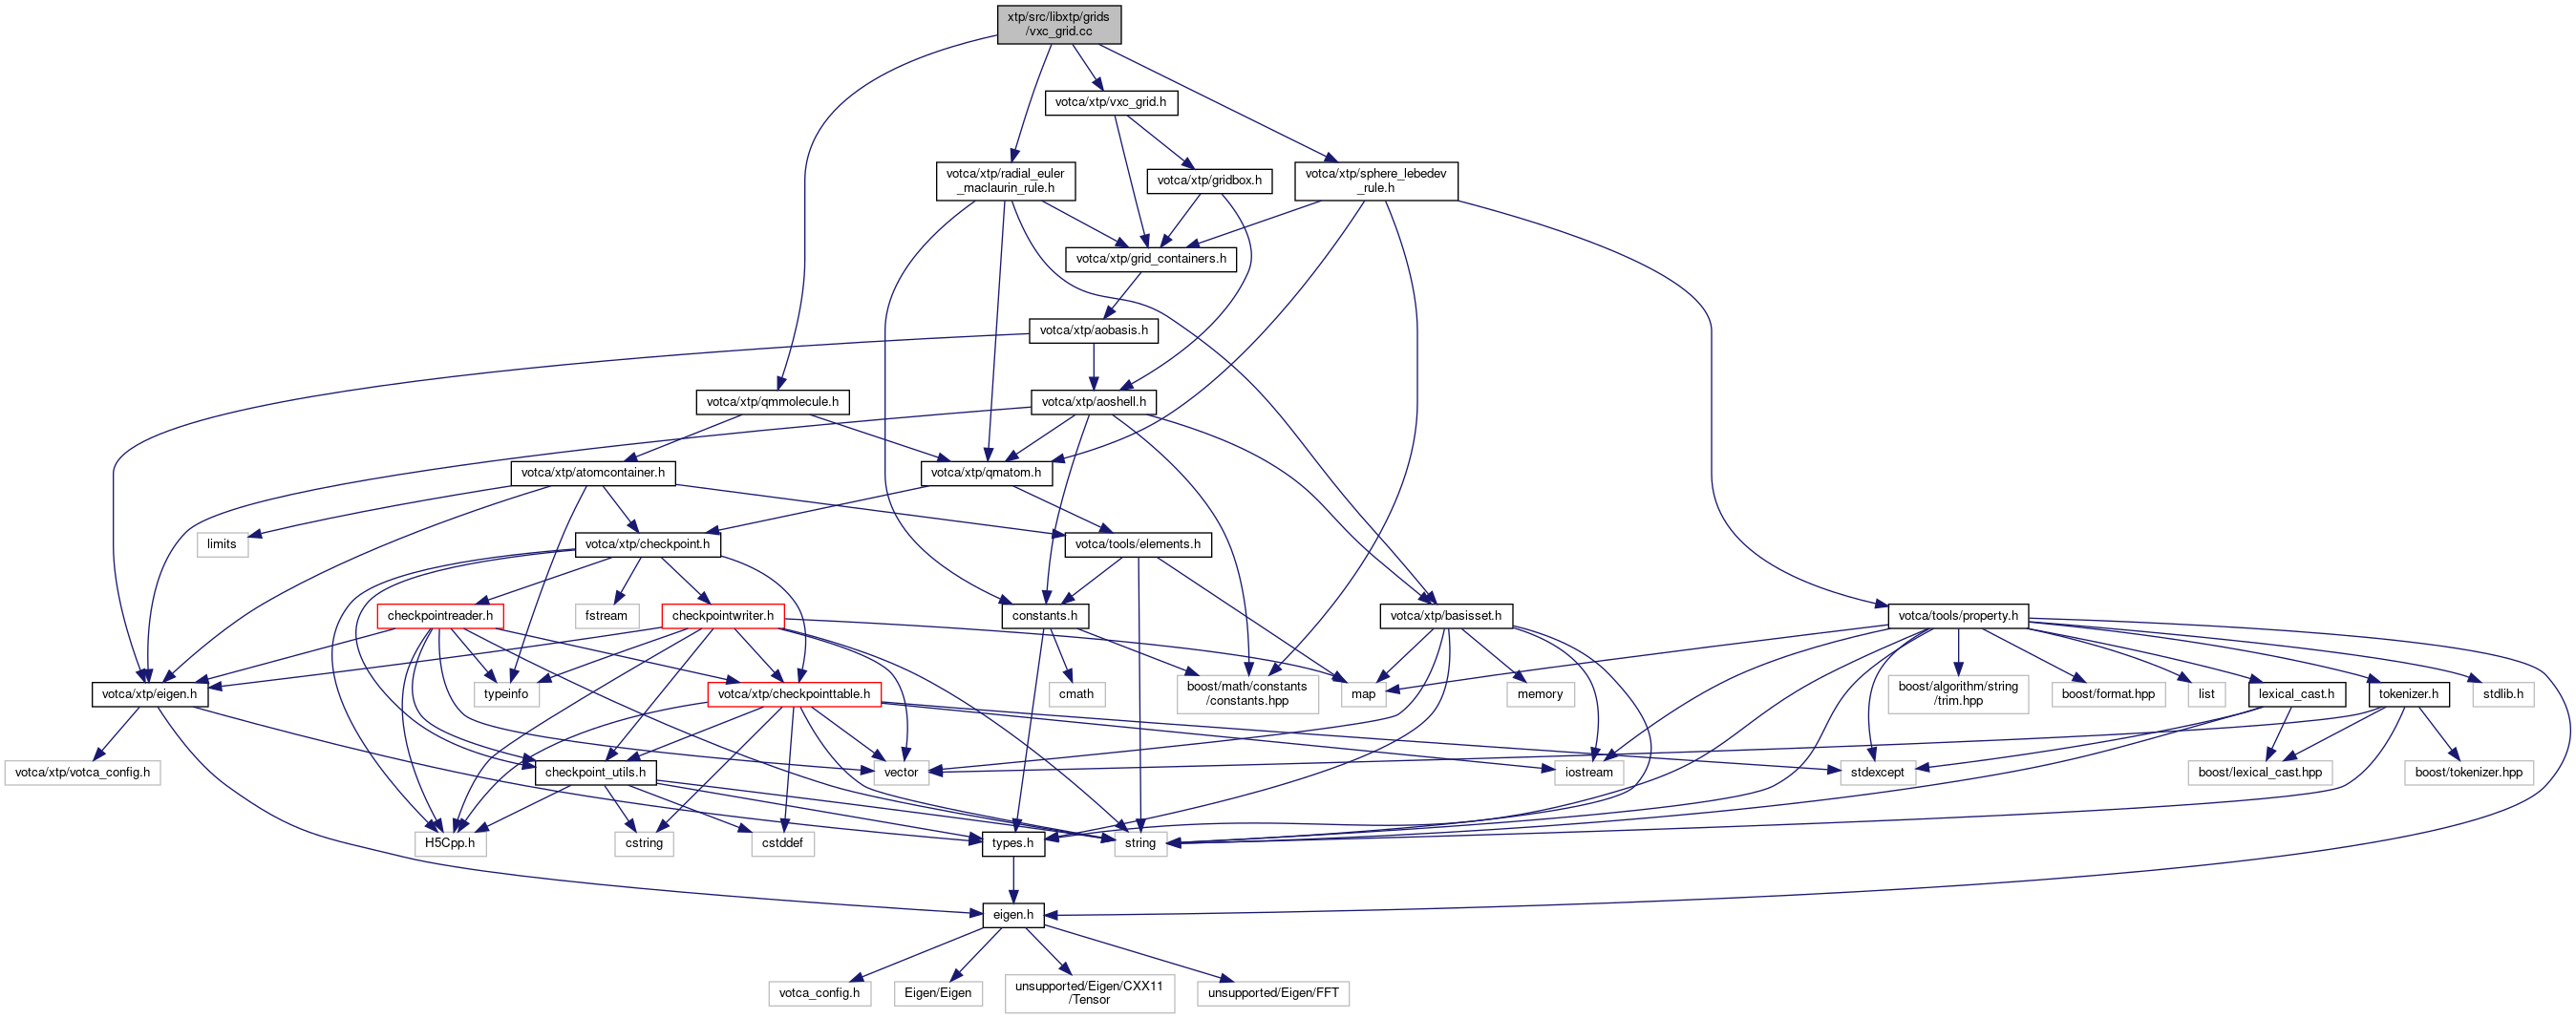 xtp/src/libxtp/grids
/vxc_grid.cc
votca/xtp/vxc_grid.h
votca/xtp/radial_euler
_maclaurin_rule.h
votca/xtp/gridbox.h
votca/xtp/sphere_lebedev
_rule.h
votca/xtp/grid_containers.h
votca/xtp/aobasis.h
votca/xtp/qmmolecule.h
votca/xtp/aoshell.h
votca/xtp/atomcontainer.h
votca/xtp/qmatom.h
limits
votca/xtp/checkpoint.h
votca/tools/elements.h
checkpointreader.h
fstream
checkpointwriter.h
constants.h
votca/xtp/basisset.h
votca/tools/property.h
votca/xtp/eigen.h
typeinfo
votca/xtp/checkpointtable.h
cmath
boost/math/constants
/constants.hpp
map
memory
boost/algorithm/string
/trim.hpp
boost/format.hpp
list
lexical_cast.h
tokenizer.h
stdlib.h
votca/xtp/votca_config.h
checkpoint_utils.h
vector
iostream
stdexcept
boost/lexical_cast.hpp
boost/tokenizer.hpp
H5Cpp.h
cstring
cstddef
types.h
string
eigen.h
votca_config.h
Eigen/Eigen
unsupported/Eigen/CXX11
/Tensor
unsupported/Eigen/FFT